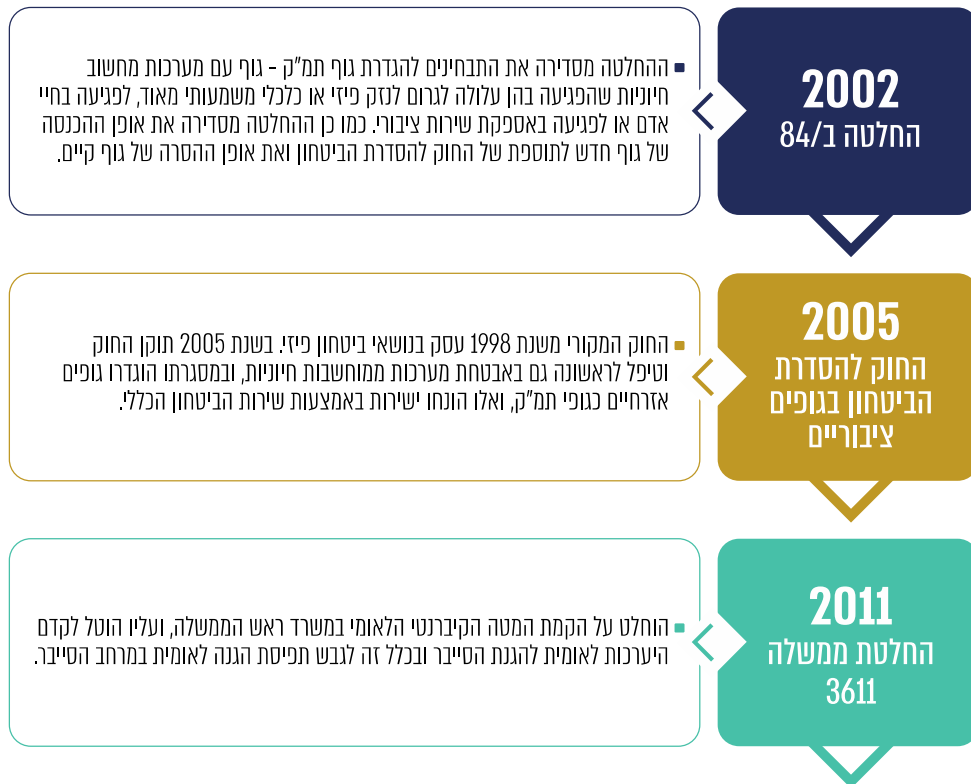 2002
החלטה ב/84
▪ ההחלטה מסדירה את התבחינים להגדרת גוף תמ"ק - גוף עם מערכות מחשוב
חיוניות שהפגיעה בהן עלולה לגרום לנזק פיזי או כלכלי משמעותי מאוד, לפגיעה בחיי
אדם או לפגיעה באספקת שירות ציבורי. כמו כן ההחלטה מסדירה את אופן ההכנסה
של גוף חדש לתוספת של החוק להסדרת הביטחון ואת אופן ההסרה של גוף קיים.
2005
החוק להסדרת
הביטחון בגופים
ציבוריים
▪ החוק המקורי משנת 1998 עסק בנושאי ביטחון פיזי. בשנת 2005 תוקן החוק
וטיפל לראשונה גם באבטחת מערכות ממוחשבות חיוניות, ובמסגרתו הוגדרו גופים
אזרחיים כגופי תמ"ק, ואלו הונחו ישירות באמצעות שירות הביטחון הכללי.
2011
החלטת ממשלה
3611
▪ הוחלט על הקמת המטה הקיברנטי הלאומי במשרד ראש הממשלה, ועליו הוטל לקדם
היערכות לאומית להגנת הסייבר ובכלל זה לגבש תפיסת הגנה לאומית במרחב הסייבר.